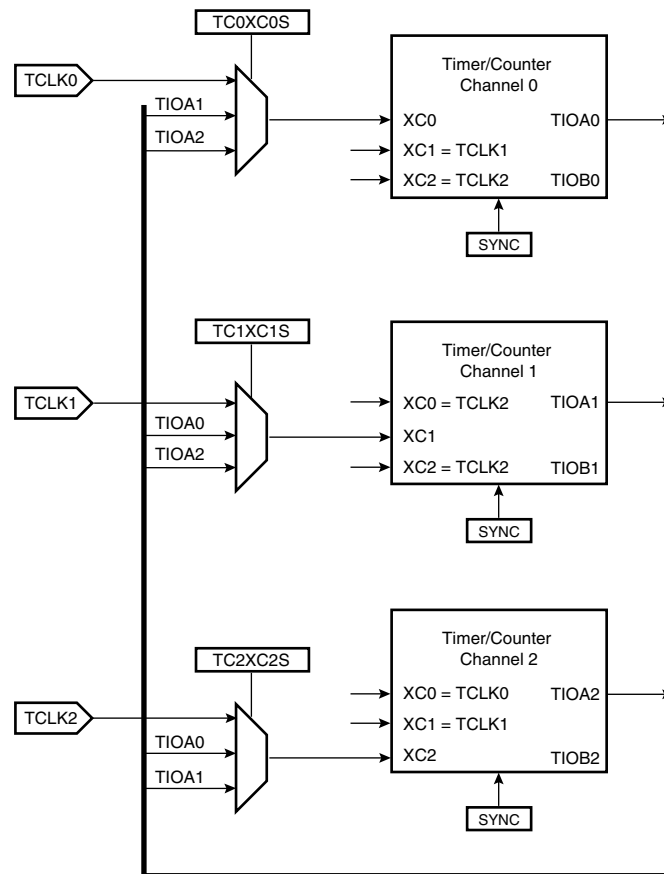 TC0XC0S
TCLK0
TIOA1
TIOA2
Timer/Counter
Channel 0
XC0
TIOA0
XC1 = TCLK1
XC2 = TCLK2
TIOB0
SYNC
TC1XC1S
TCLK1
TIOA0
TIOA2
Timer/Counter
Channel 1
XC0 = TCLK2
TIOA1
XC1
XC2 = TCLK2
TIOB1
SYNC
TC2XC2S
TCLK2
TIOA0
TIOA1
Timer/Counter
Channel 2
XC0 = TCLK0
TIOA2
XC1 = TCLK1
XC2
TIOB2
SYNC